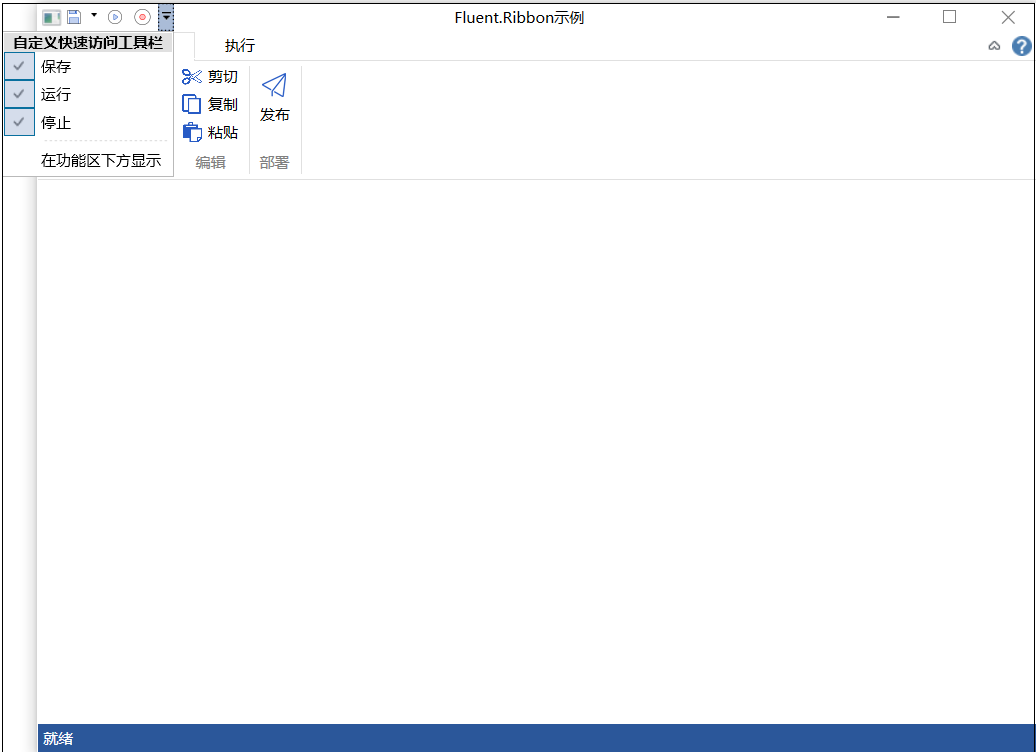 Fluent.Ribbon示例
自定义快速访问工具栏
执行
保存
运行
停止
在功能区下方显示
剪切
复制
粘贴
编辑
发布
部署
就绪